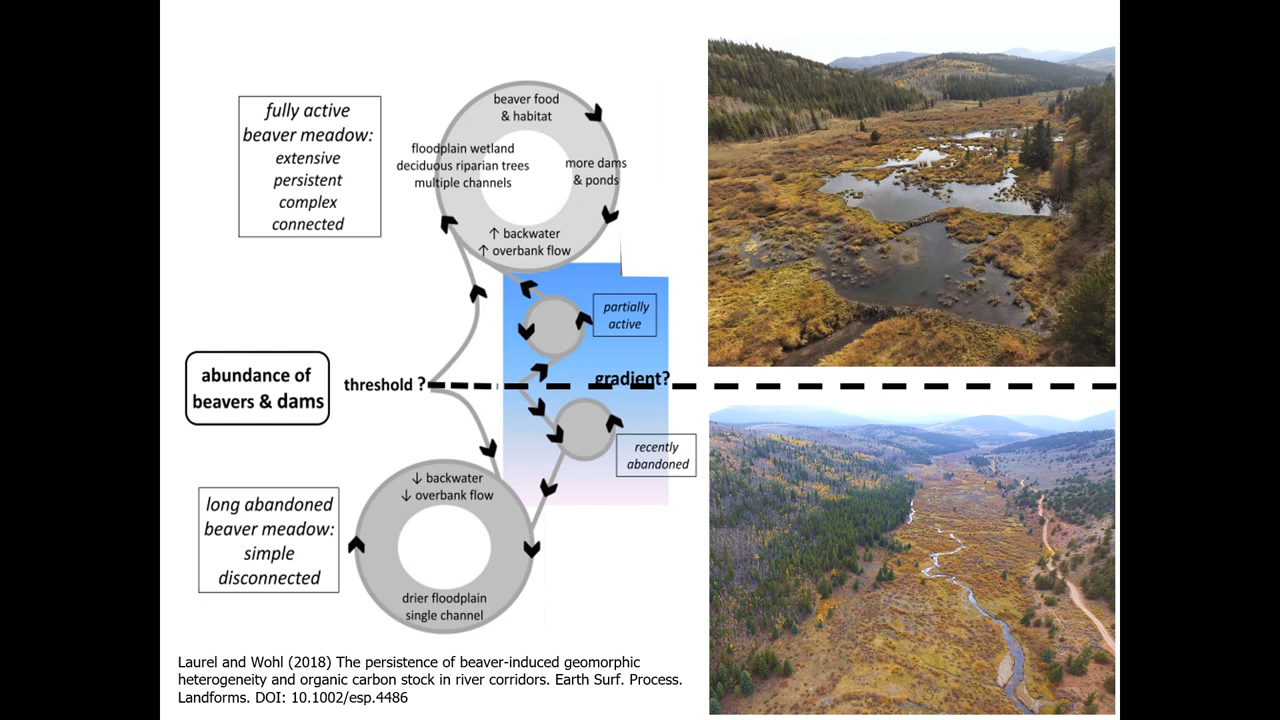 fully active
beaver meadow:
extensive
persistent
complex
connected
beaver food
& habitat
floodplain wetland
deciduous riparian trees
multiple channels
more dams
& ponds
↑ backwater
↑ overbank flow
partially
active
abundance of
beavers & dams
threshold ?
gradient?
recently
abandoned
↓ backwater
↓ overbank flow
long abandoned
beaver meadow:
simple
disconnected
drier floodplain
single channel
Laurel and Wohl (2018) The persistence of beaver-induced geomorphic
heterogeneity and organic carbon stock in river corridors. Earth Surf. Process.
Landforms. DOI: 10.1002/esp.4486